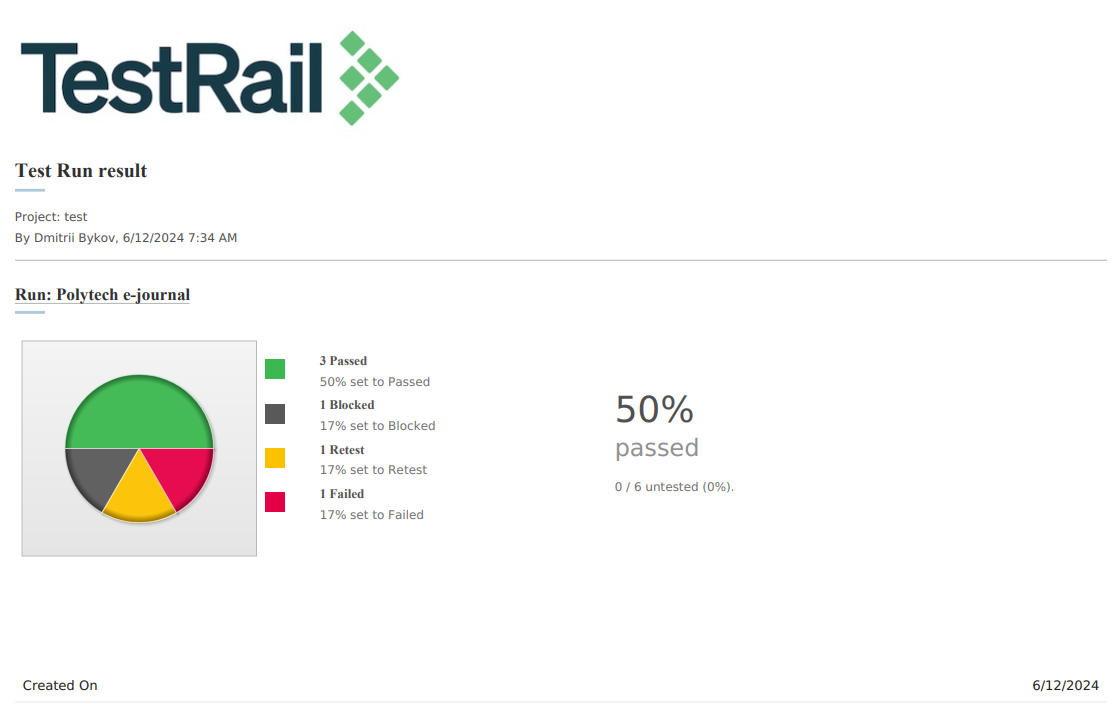 TestRail
Test Run result
Project: test
By Dmitrii Bykov, 6/12/2024 7:34 AM
Run: Polytech e-journal
3 Passed
50% set to Passed
1 Blocked
17% set to Blocked
1 Retest
17% set to Retest
1 Failed
17% set to Failed
50%
passed
0 / 6 untested (0%).
Created On 6/12/2024